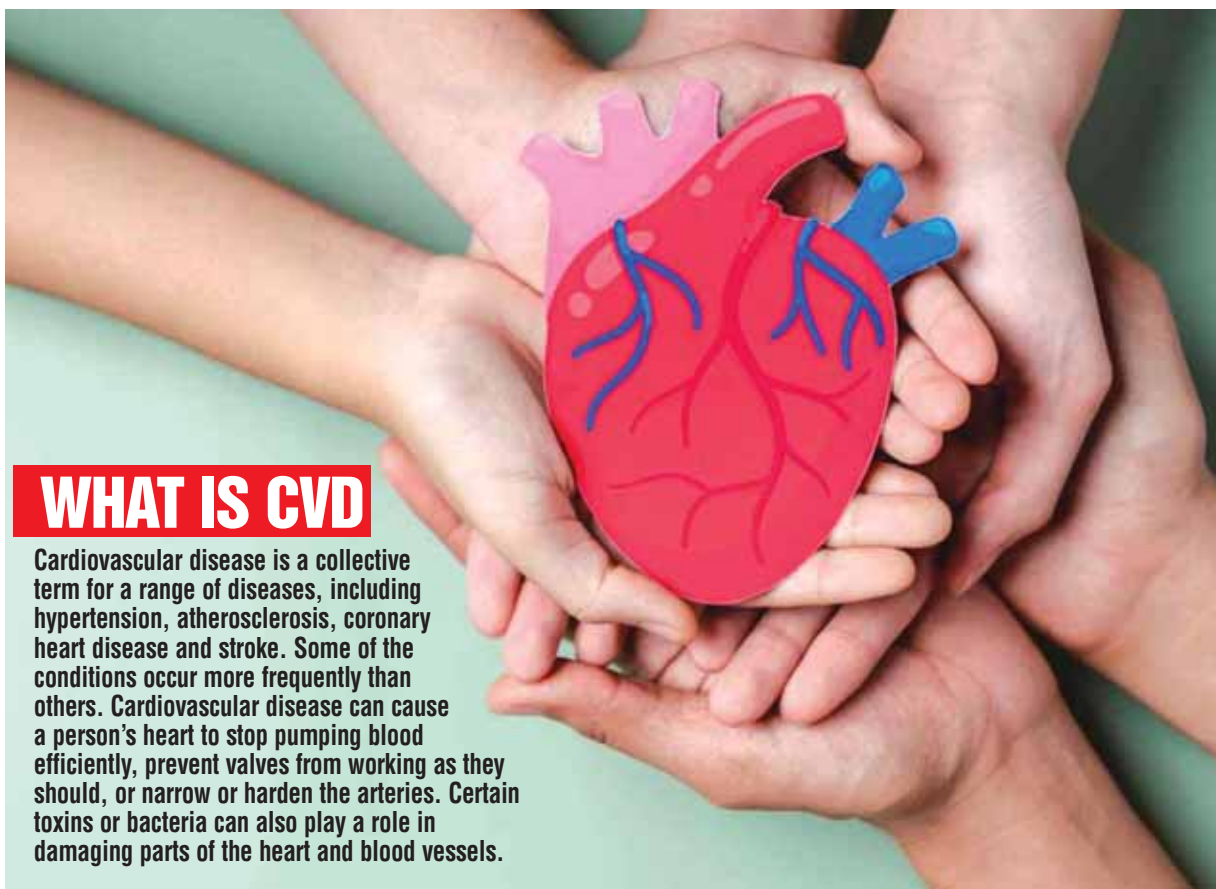 WHAT IS CVD
Cardiovascular disease is a collective
term for a range of diseases, including
hypertension, atherosclerosis, coronary
heart disease and stroke. Some of the
conditions occur more frequently than
others. Cardiovascular disease can cause
a person’s heart to stop pumping blood
efficiently, prevent valves from working as they
should, or narrow or harden the arteries. Certain
toxins or bacteria can also play a role in
damaging parts of the heart and blood vessels.